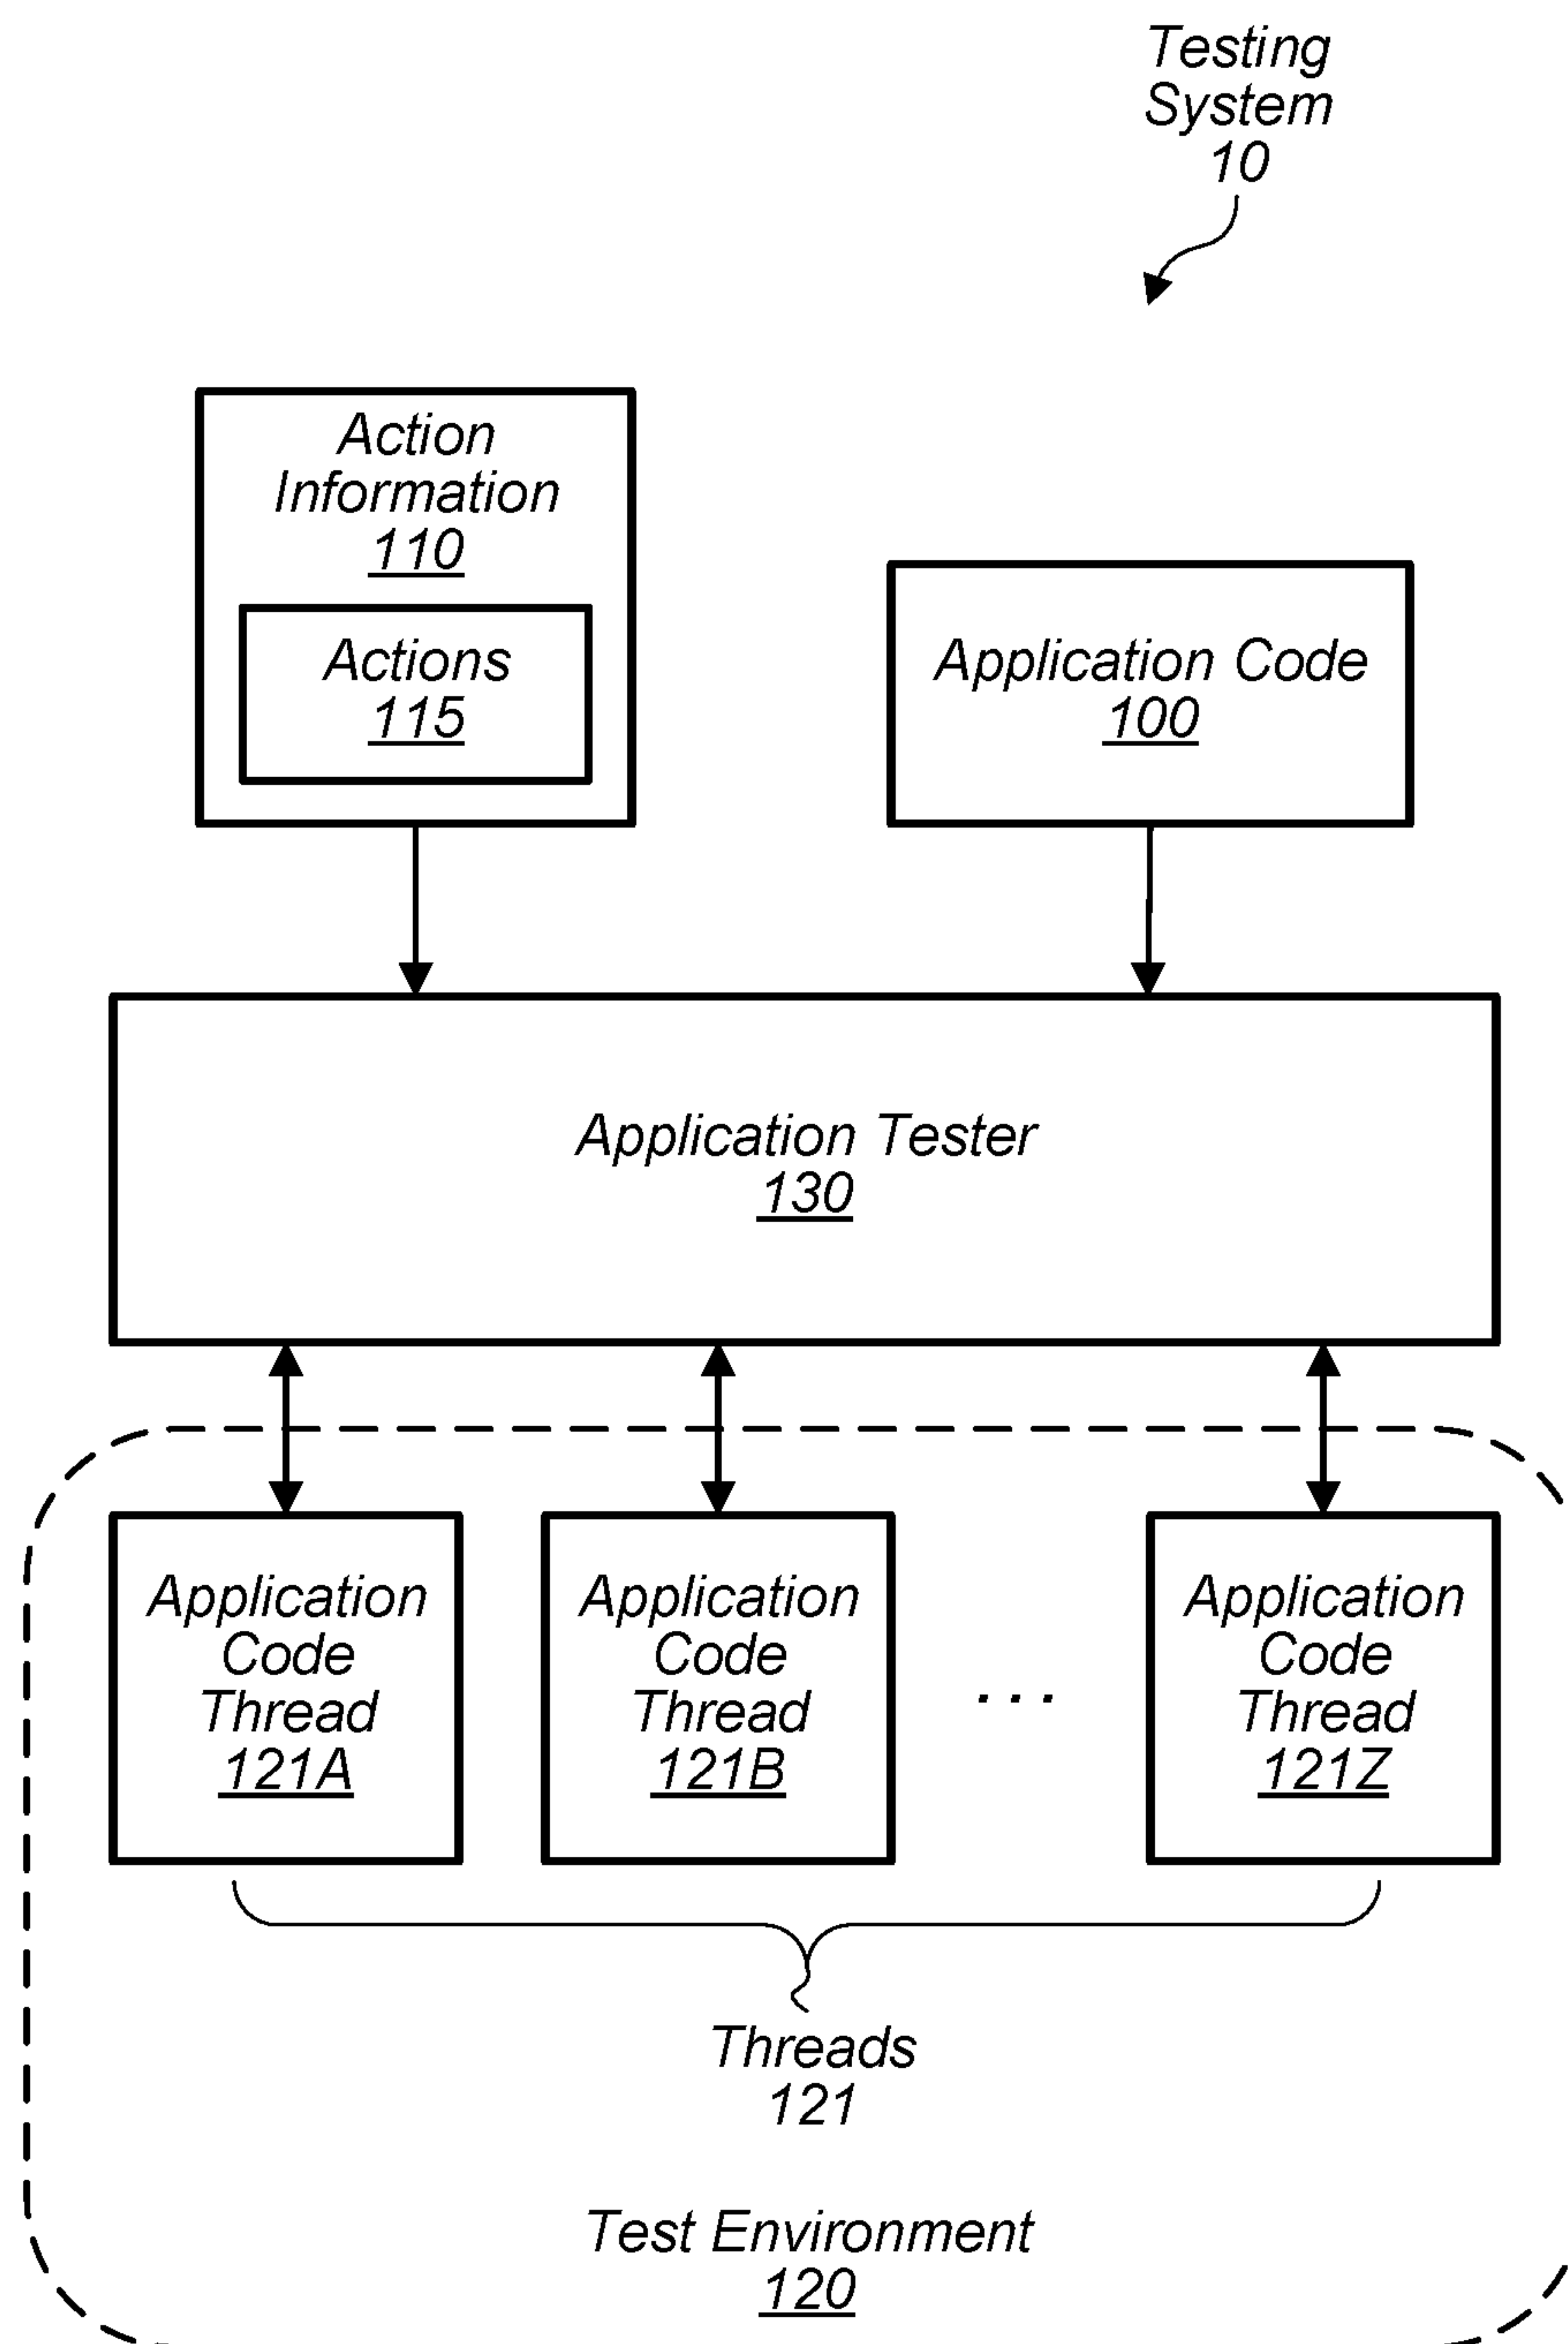 Testing
System
10
Action
Information
110
Actions
115
Application Code
100
Application Tester
130
Application
Code
Thread
121A
Application
Code
Thread
121B
. . .
Application
Code
Thread
121Z
Threads
121
Test Environment
120